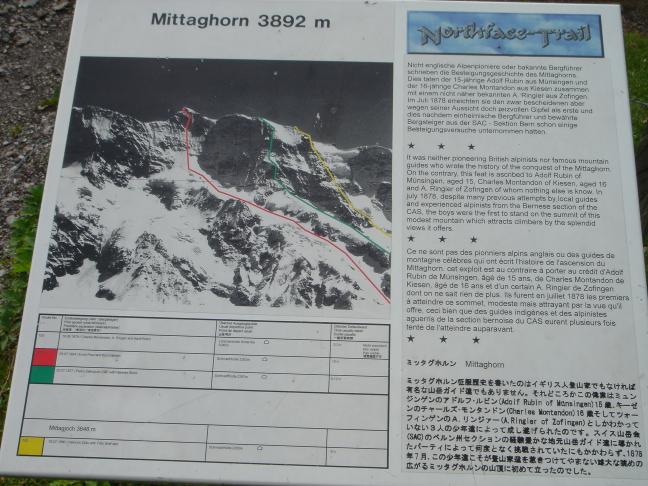 Mittaghorn 3892 m
Northface-Trail
Nicht englische Alpenpioniere oder bekannte Bergführer
schrieben die Besteigungsgeschichte des Mittaghorns.
Dies taten der 15-jährige Adolf Rubin aus Münsingen und
der 16-jährige Charles Montandon aus Kiesen zusammen
mit einem nicht näher bekannten A. Ringier aus Zofingen.
Im Juli 1878 erreichten sie den zwar bescheidenen aber
wegen seiner Aussicht doch reizvollen Gipfel als erste und
dies nachdem einheimische Bergführer und bewährte
Bergsteiger aus der SAC - Sektion Bern schon einige
Besteigungsversuche unternommen hatten.
★ ★ ★
It was neither pioneering British alpinists nor famous mountain
guides who wrote the history of the conquest of the Mittaghorn.
On the contrary, this feat is ascribed to Adolf Rubin of
Münsingen; aged 15, Charles Montandon of Kiesen, aged 16
and A. Ringier of Zofingen of whom nothing else is know. In
july 1878, despite many previous attempts by local guides
and experienced alpinists from the Bernese section of the
CAS, the boys were the first to stand on the summit of this
modest mountain which attracts climbers by the splendid
views it offers.
★ ★ ★
Ce ne sont pas des pionniers alpins anglais ou des guides de
montagne célèbres qui ont écrit l'histoire de l'ascension du
Mittaghorn. cet exploit est au contraire à porter au crédit d'Adolf
Rubin de Münsingen, âgé de 15 ans, de Charles Montandon de
Kiesen, âgé de 16 ans et d'un certain A. Ringier de Zofingen
dont on ne sait rien de plus. Ils furent en juillet 1878 les premiers
à atteindre ce sommet, modeste mais attrayant par la vue qu'il
offre, ceci bien que des guides indigènes et des alpinistes
aguerris de la section bernoise du CAS eurent plusieurs fois
tenté de l'atteindre auparavant.
★ ★ ★
ミッタグホルン Mittaghorn
ミッタグホルン征服歴史を書いたのはイギリス人登山家でもなければ
有名な山岳ガイド達でもありません。それどころかこの偉業はミュン
ジンゲンのアドルフ・ルビン(Adolf Rubin of Münsingen)15歳、キーゼ
ンのチャールズ・モンタンドン(Charles Montandon)16歳そしてツォー
フィンゲンの A. リンジャー(A.Ringier of Zofingen)としかわかって
いない3人の少年達によって成し遂げられたのです。スイス山岳会
(SAC)のベルン州セクションの経験豊かな地元山岳ガイド達に導かれ
たパーティによって何度となく挑戦されていたにもかかわらず、1878
年7月、この少年達こそが登山家達を惹きつけてやまない雄大な眺めの
広がるミッタグホルンの山頂に初めて立ったのでした。
Mittagjoch 3848 m